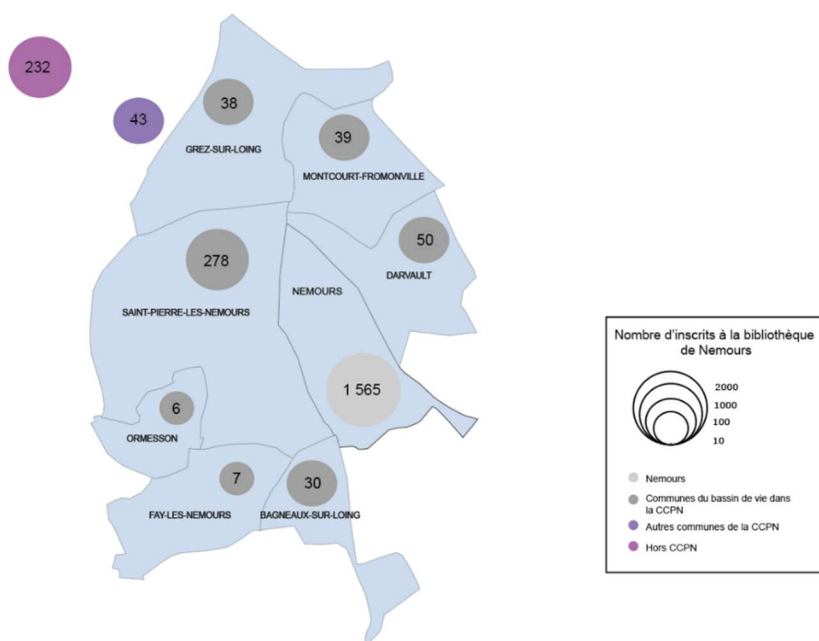 232
43
38
GREZ-SUR-LOING
39
MONTCOURT-FROMONVILLE
50
DARVAULT
278
SAINT-PIERRE-LES-NEMOURS
NEMOURS
1 565
6
ORMESSON
7
FAY-LES-NEMOURS
30
BAGNEAUX-SUR-LOING
Nombre d'inscrits à la bibliothèque
de Nemours
2000
1000
100
10
Nemours
Communes du bassin de vie dans
la CCPN
Autres communes de la CCPN
Hors CCPN